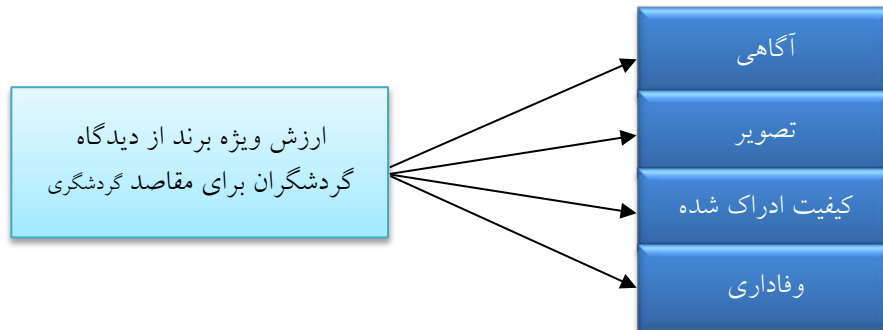 ارزش ویژه برند از دیدگاه
گردشگران برای مقاصد گردشگری
آگاهی
تصویر
کیفیت ادراک شده
وفاداری